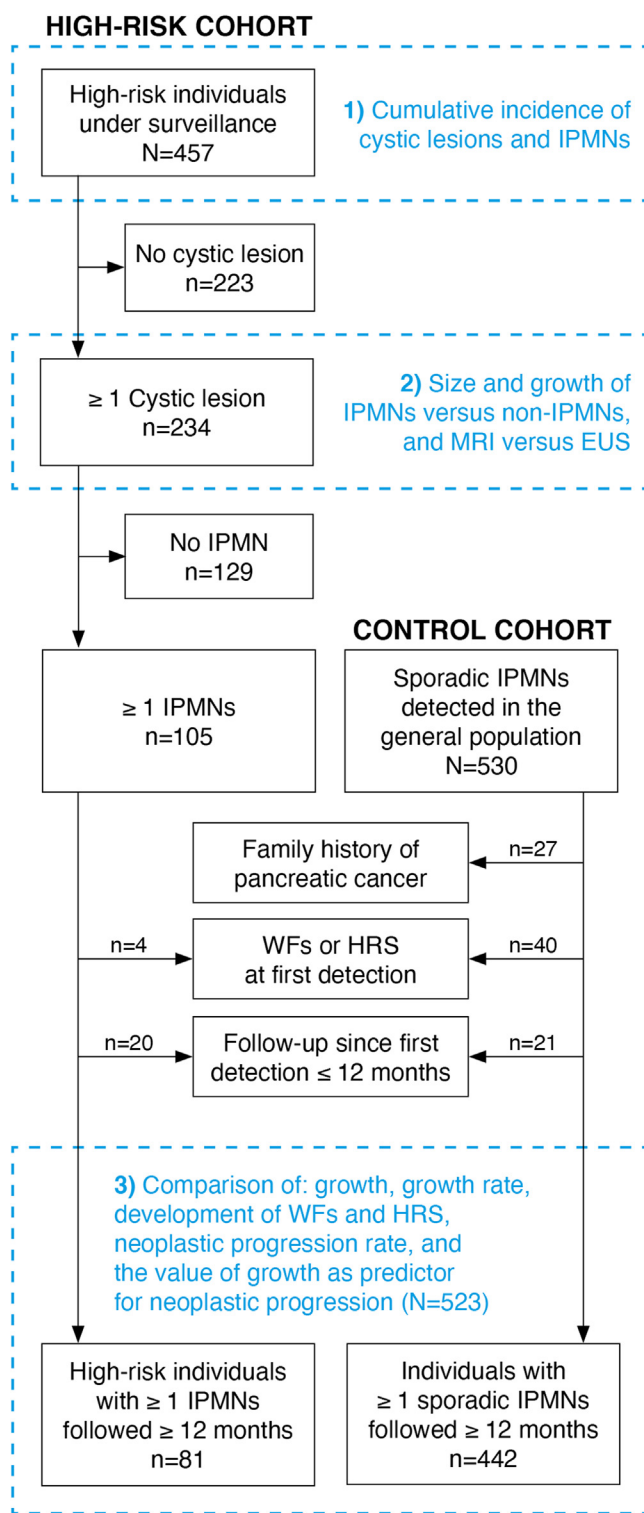 HIGH-RISK COHORT
High-risk individuals
under surveillance
N=457
1) Cumulative incidence of
cystic lesions and IPMNs
No cystic lesion
n=223
≥ 1 Cystic lesion
n=234
2) Size and growth of
IPMNs versus non-IPMNs,
and MRI versus EUS
No IPMN
n=129
CONTROL COHORT
≥ 1 IPMNs
n=105
Sporadic IPMNs
detected in the
general population
N=530
Family history of
pancreatic cancer
n=27
n=4
WFs or HRS
at first detection
n=40
n=20
Follow-up since first
detection ≤ 12 months
n=21
3) Comparison of: growth, growth rate,
development of WFs and HRS,
neoplastic progression rate, and
the value of growth as predictor
for neoplastic progression (N=523)
High-risk individuals
with ≥ 1 IPMNs
followed ≥ 12 months
n=81
Individuals with
≥ 1 sporadic IPMNs
followed ≥ 12 months
n=442